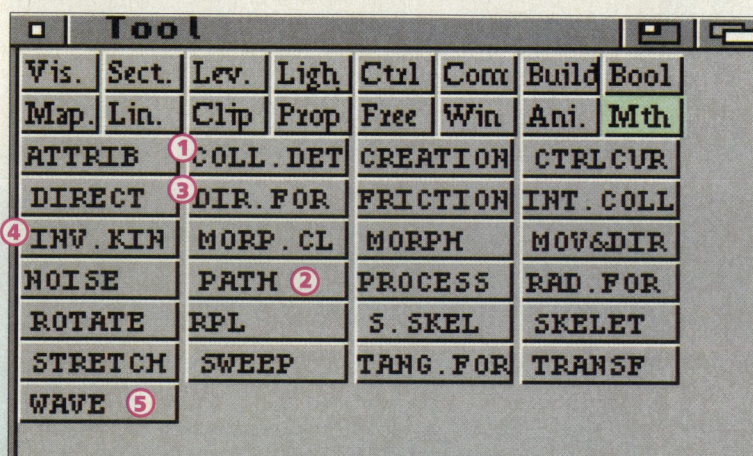 Tool
Vis. Sect. Lev. Ligh Ctrl Conr Build Bool
Map. Lin. Clip Prop Free Win Ani. Mth
ATTRIB ① COLL.DET CREATION CTRLCUR
DIRECT ③ DIR.FOR FRICTION INT.COLL
④ INV.KIN MORP.CL MORPH MOV&DIR
NOISE PATH ② PROCESS RAD.FOR
ROTATE RPL S.SKEL SKELET
STRETCH SWEEP TANG.FOR TRANSF
WAVE ⑤